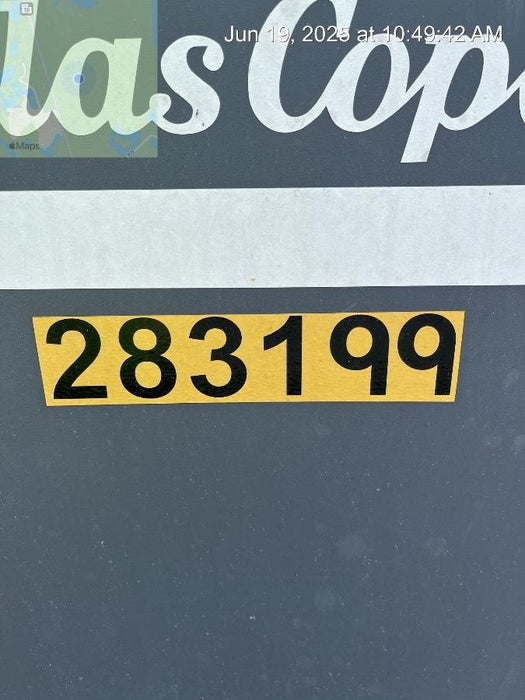 Jun 19, 2025 at 10:49:42 AM
las Cop
Maps
283199